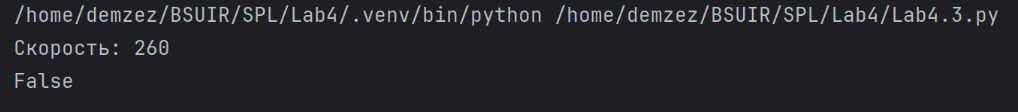 /home/demzez/BSUIR/SPL/Lab4/.venv/bin/python /home/demzez/BSUIR/SPL/Lab4/Lab4.3.py
Скорость: 260
False